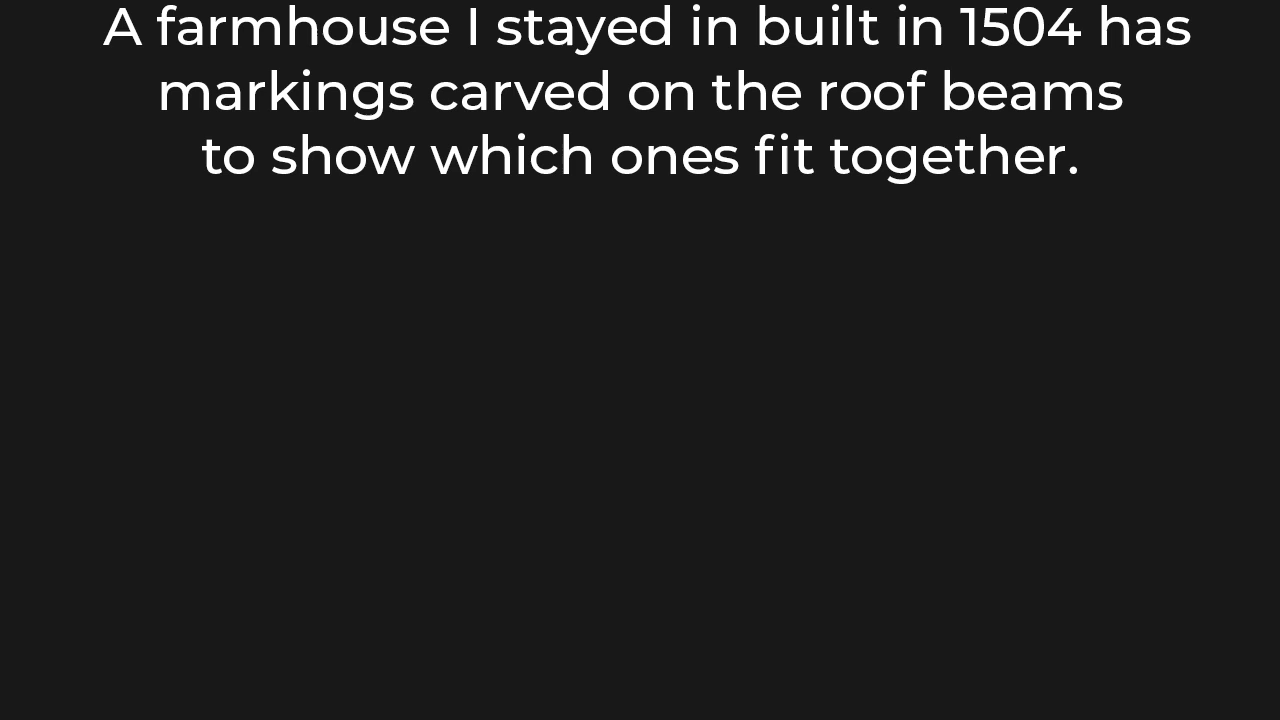 A farmhouse I stayed in built in 1504 has
markings carved on the roof beams
to show which ones fit together.